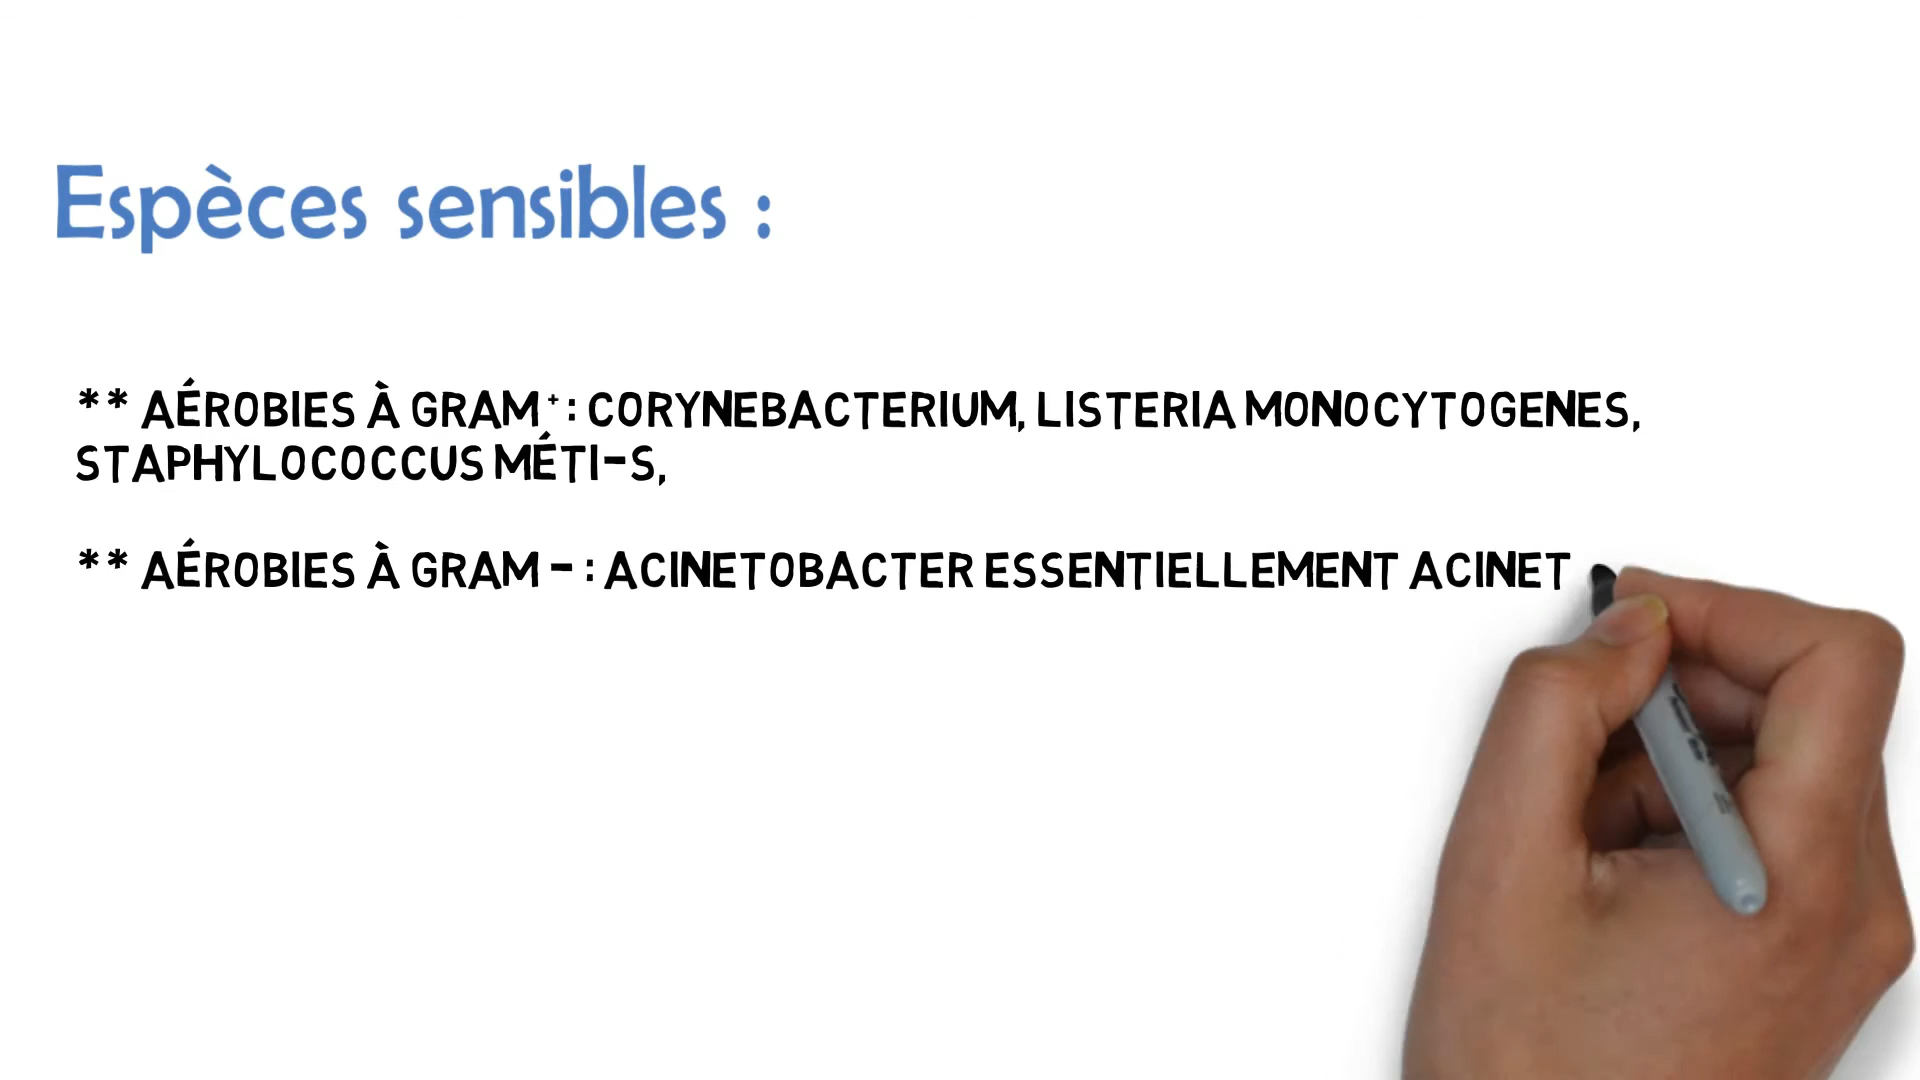 Espèces sensibles :
** AÉROBIES À GRAM + : CORYNEBACTERIUM, LISTERIA MONOCYTOGENES,
STAPHYLOCOCCUS MÉTI-S,
** AÉROBIES À GRAM - : ACINETOBACTER ESSENTIELLEMENT ACINET